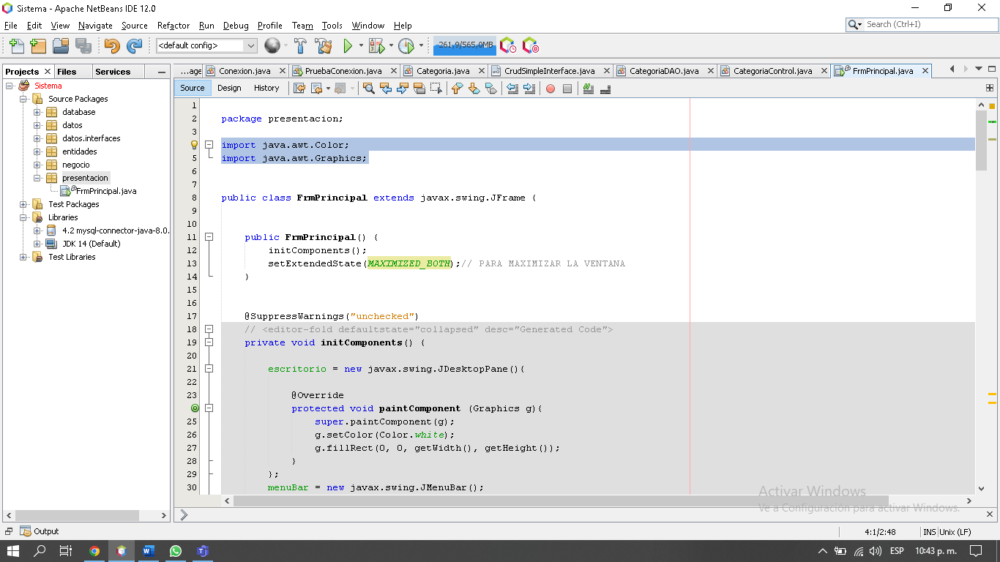 Sistema - Apache NetBeans IDE 12.0
File Edit View Navigate Source Refactor Run Debug Profile Team Tools Window Help
Search (Ctrl+I)
<default config>
261,9/565,0MB
Projects Files Services
...age Conexion.java PruebaConexion.java Categoria.java CrudSimpleInterface.java CategoriaDAO.java CategoriaControl.java FrmPrincipal.java
Source Design History
Sistema
Source Packages
database
datos
datos.interfaces
entidades
negocio
presentacion
FrmPrincipal.java
Test Packages
Libraries
4.2 mysql-connector-java-8.0.
JDK 14 (Default)
Test Libraries
1
2 package presentacion;
3
import java.awt.Color;
5 import java.awt.Graphics;
6
7
8 public class FrmPrincipal extends javax.swing.JFrame {
9
10
11 public FrmPrincipal() {
12 initComponents();
13 setExtendedState(MAXIMIZED_BOTH);// PARA MAXIMIZAR LA VENTANA
14 }
15
16
17 @SuppressWarnings("unchecked")
18 // <editor-fold defaultstate="collapsed" desc="Generated Code">
19 private void initComponents() {
20
21 escritorio = new javax.swing.JDesktopPane(){
22
23 @Override
protected void paintComponent (Graphics g){
25 super.paintComponent(g);
26 g.setColor(Color.white);
27 g.fillRect(0, 0, getWidth(), getHeight());
28 }
29 };
30 menuBar = new javax.swing.JMenuBar();
Activar Windows
Ve a Configuración para activar Windows.
Output
4:1/2:48 INS Unix (LF)
ESP 10:43 p. m.